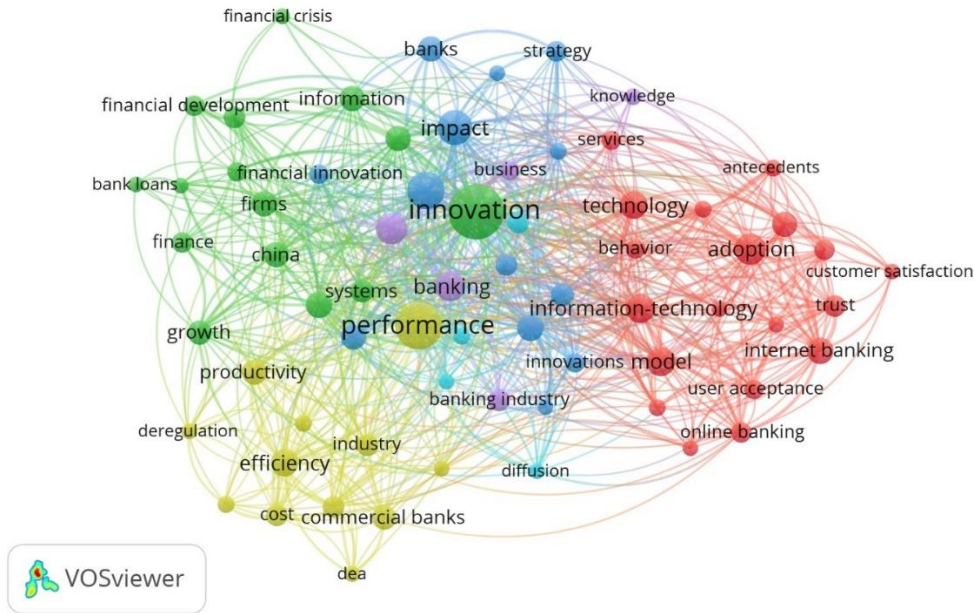 financial crisis
banks
strategy
financial development
information
knowledge
impact
services
business
antecedents
bank loans
financial innovation
firms
innovation
technology
finance
china
behavior
adoption
customer satisfaction
systems
banking
information-technology
trust
growth
performance
innovations
model
internet banking
productivity
user acceptance
banking industry
deregulation
industry
online banking
efficiency
diffusion
cost
commercial banks
dea
VOSviewer